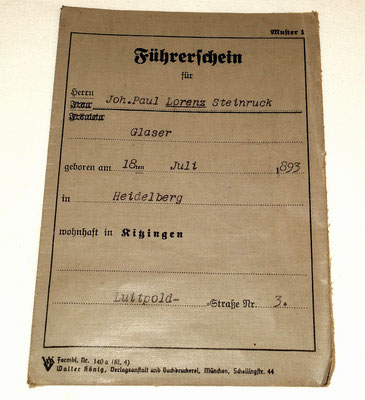 Muster 1
Führerschein
für
Herrn
Frau Joh.Paul Lorenz Steinruck
Fräulein
Glaser
geboren am 18ten Juli 1893
in Heidelberg
wohnhaft in Kitzingen
Luitpold- Straße Nr. 3.
Formbl. Nr. 140 a (Bl. 4)
Walter König, Verlagsanstalt und Buchdruckerei, München, Schellingstr. 44